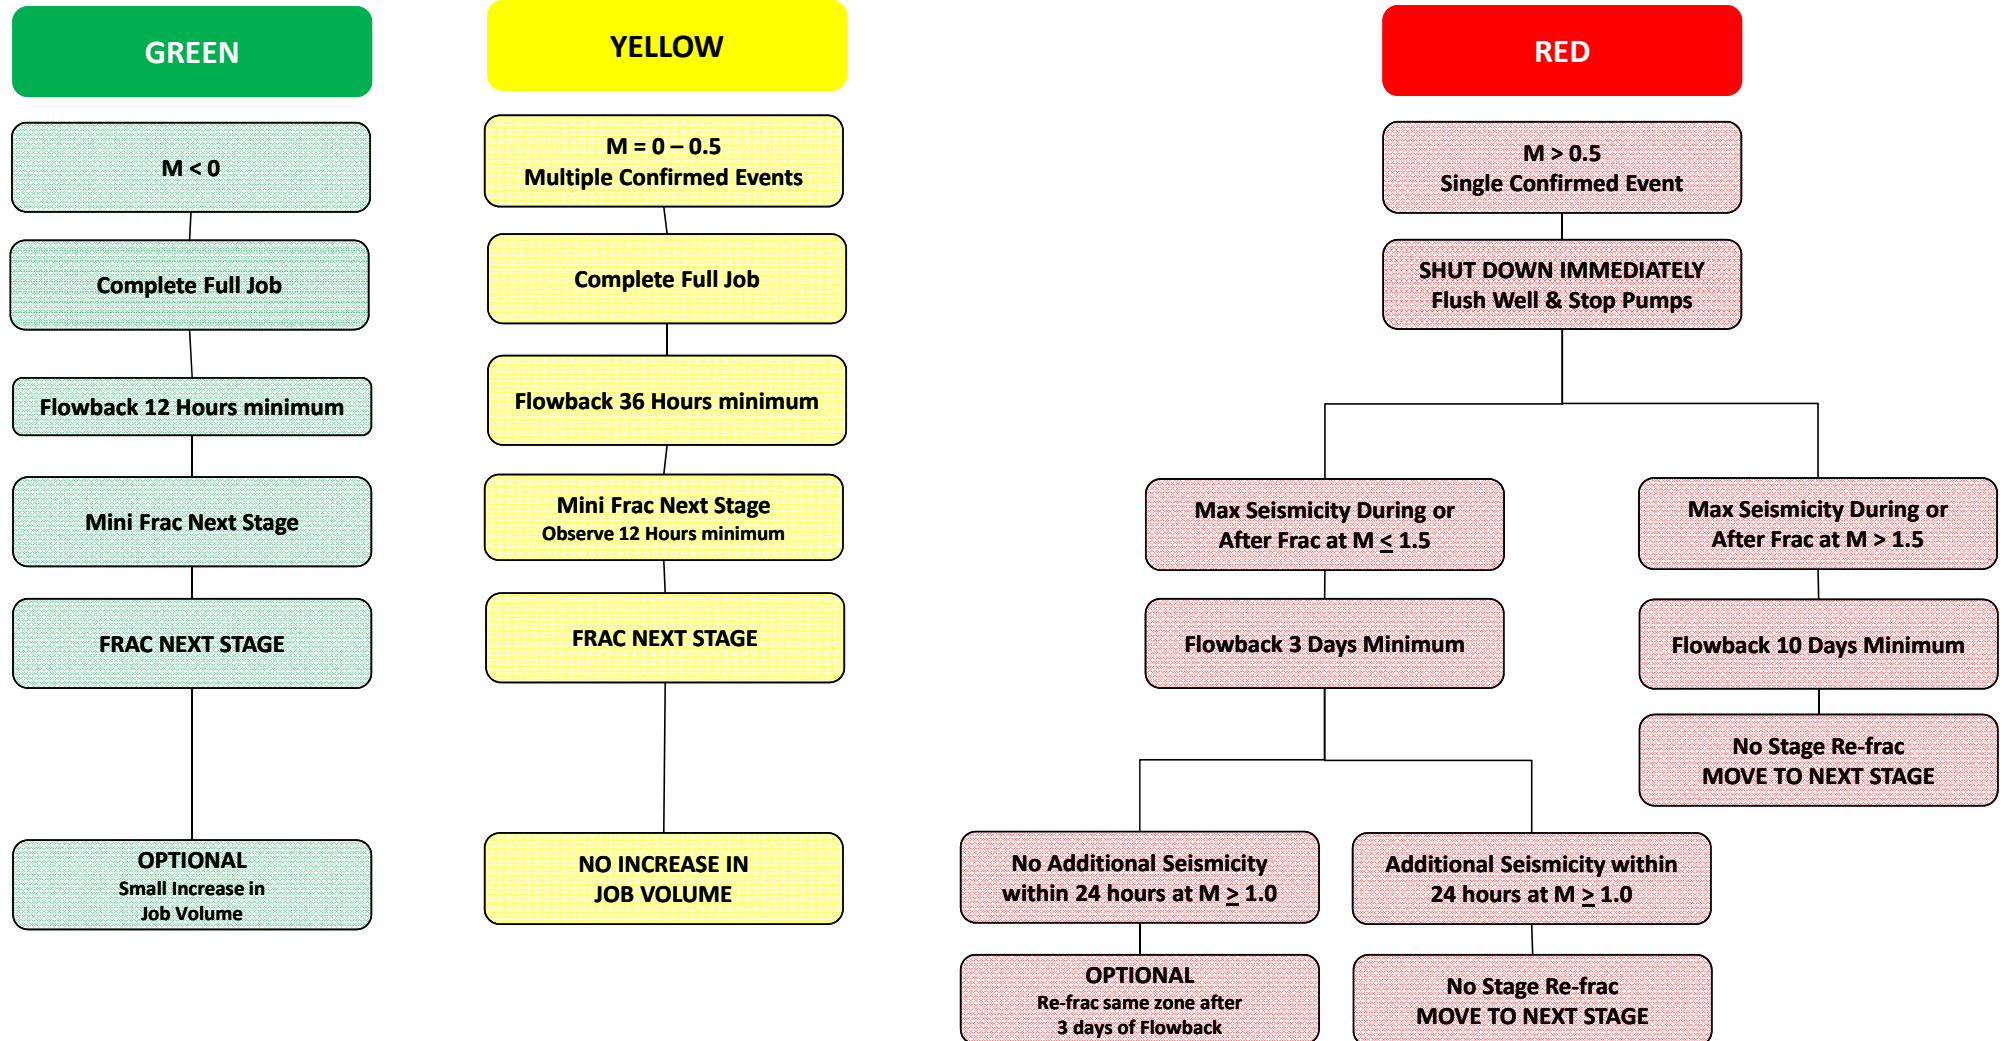 GREEN
M < 0
Complete Full Job
Flowback 12 Hours minimum
Mini Frac Next Stage
FRAC NEXT STAGE
OPTIONAL
Small Increase in
Job Volume
YELLOW
M = 0 – 0.5
Multiple Confirmed Events
Complete Full Job
Flowback 36 Hours minimum
Mini Frac Next Stage
Observe 12 Hours minimum
FRAC NEXT STAGE
NO INCREASE IN
JOB VOLUME
RED
M > 0.5
Single Confirmed Event
SHUT DOWN IMMEDIATELY
Flush Well & Stop Pumps
Max Seismicity During or
After Frac at M ≤ 1.5
Flowback 3 Days Minimum
No Additional Seismicity
within 24 hours at M ≥ 1.0
OPTIONAL
Re-frac same zone after
3 days of Flowback
Additional Seismicity within
24 hours at M ≥ 1.0
No Stage Re-frac
MOVE TO NEXT STAGE
Max Seismicity During or
After Frac at M > 1.5
Flowback 10 Days Minimum
No Stage Re-frac
MOVE TO NEXT STAGE